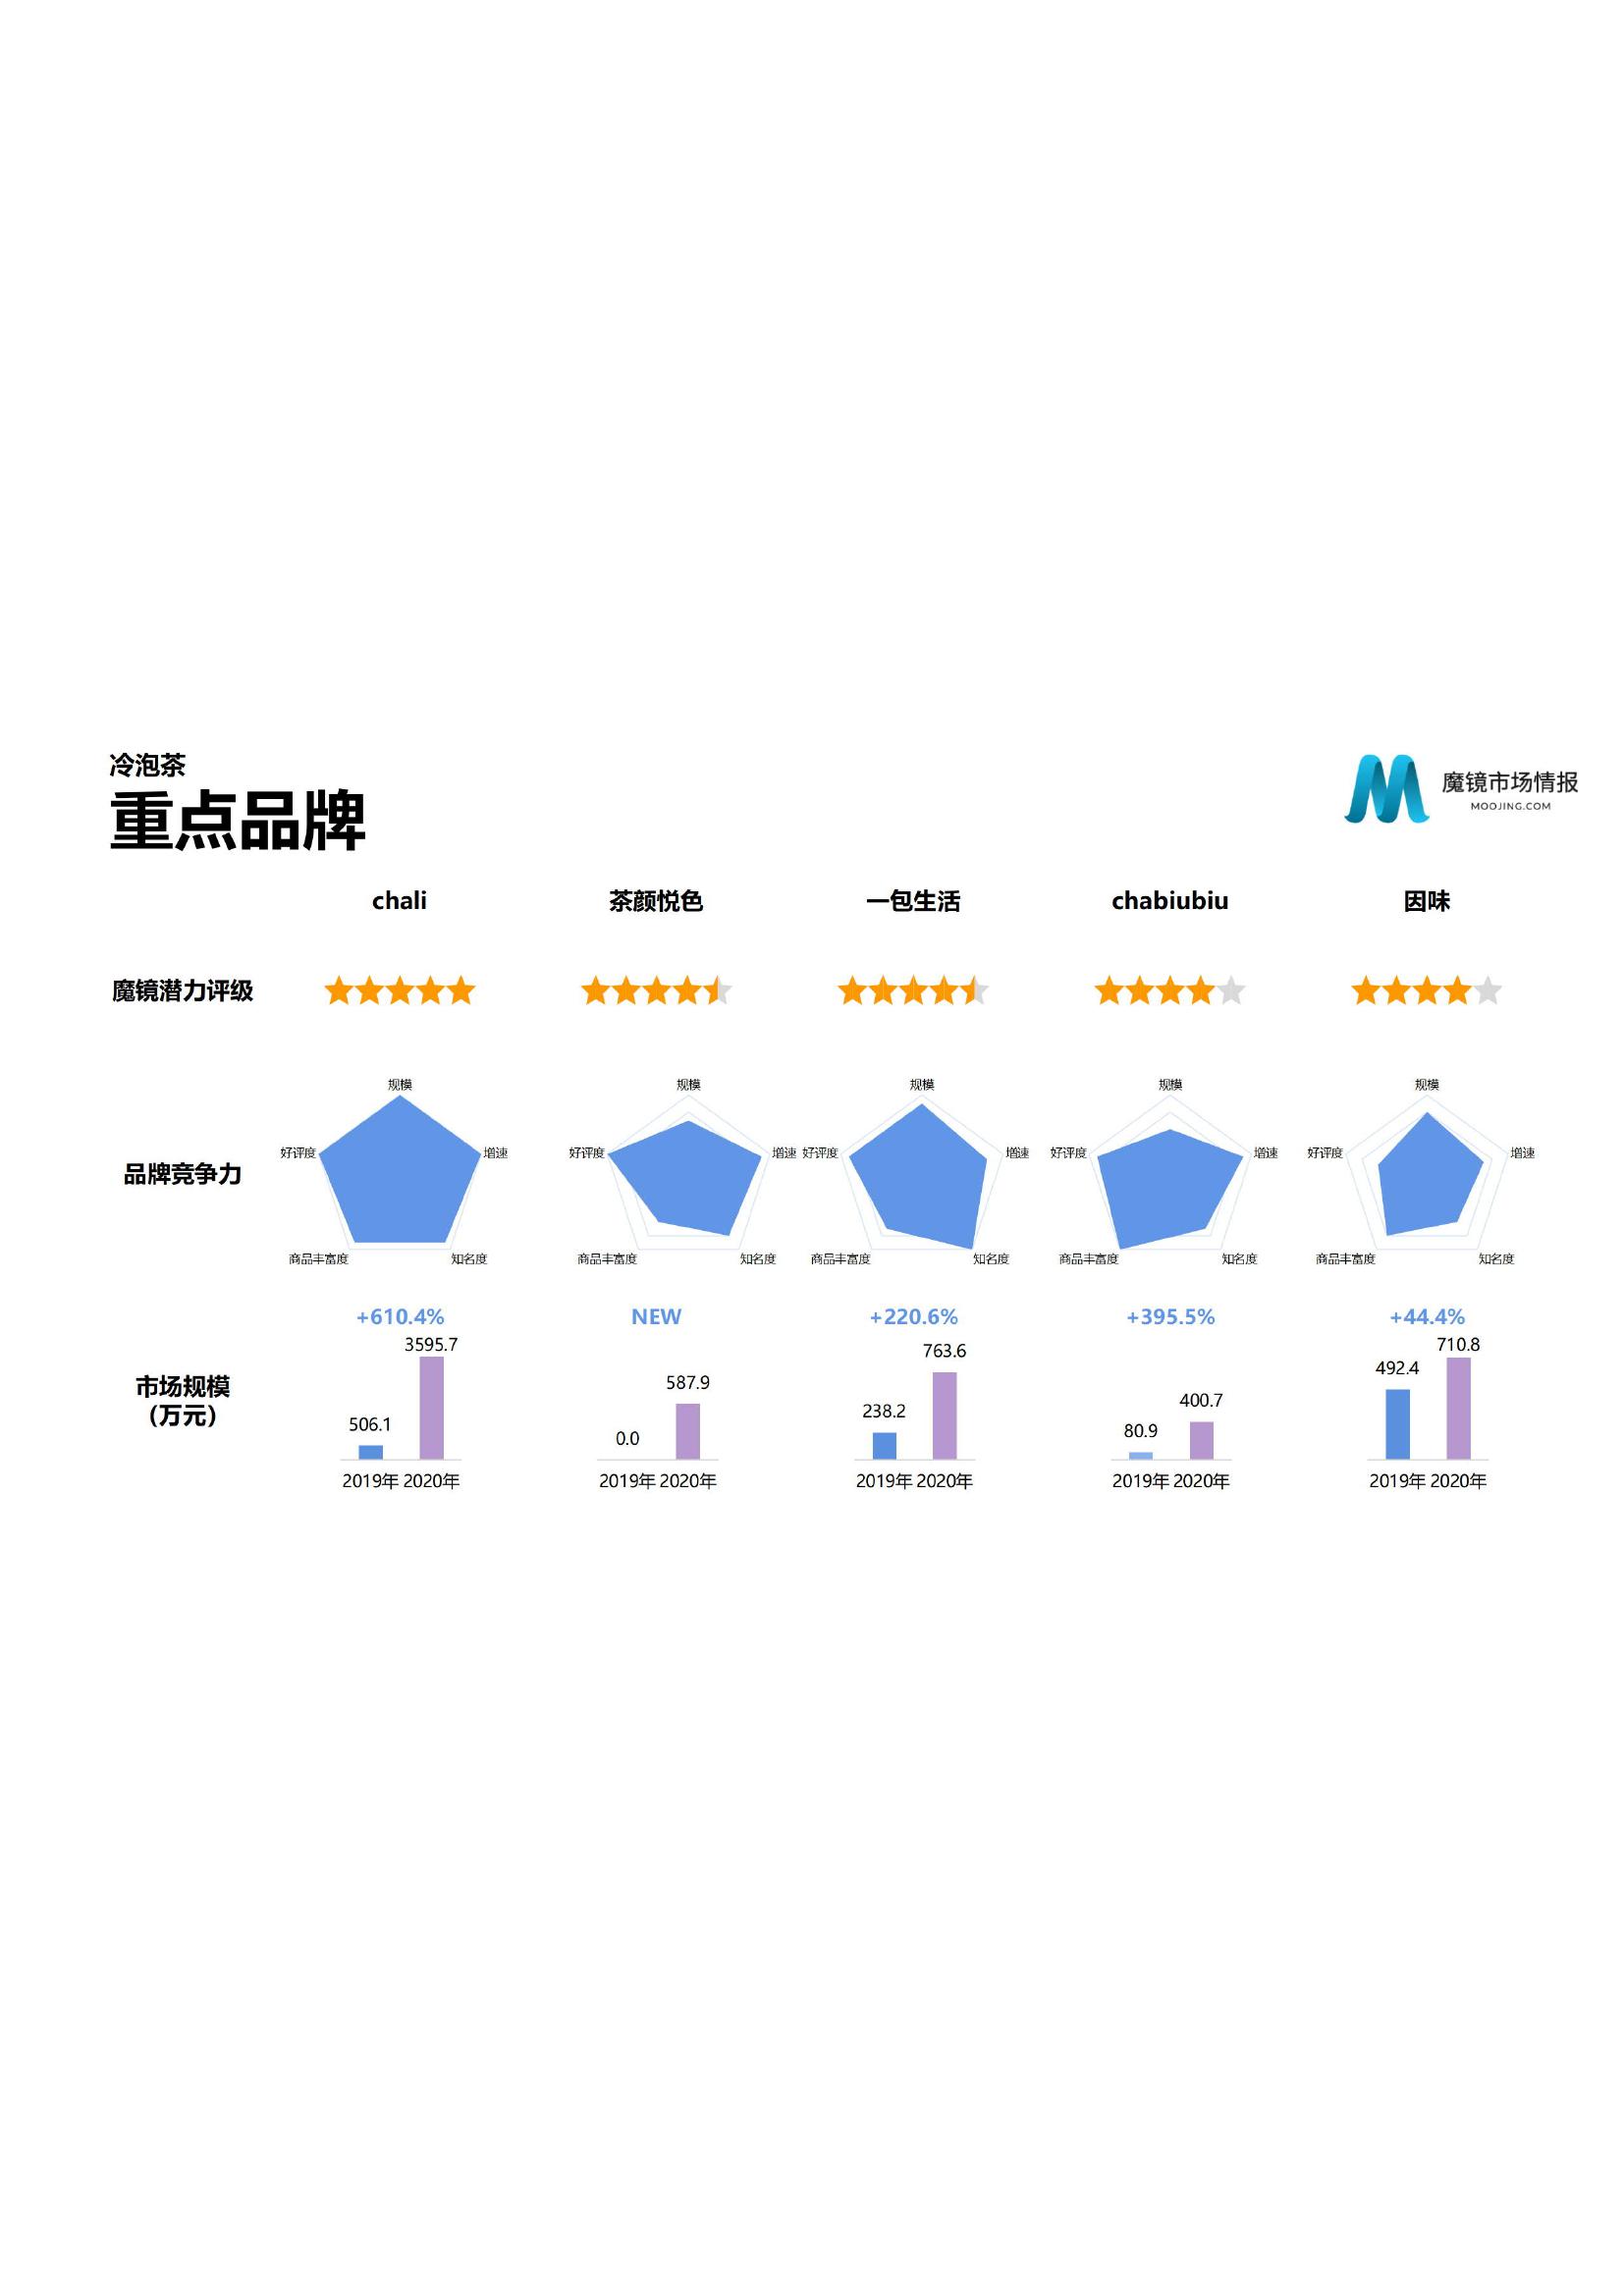 冷泡茶
重点品牌
魔镜市场情报
MOOJING.COM
chali 茶颜悦色 一包生活 chabiubiu 因味
魔镜潜力评级
品牌竞争力
规模 增速 知名度 商品丰富度 好评度
规模 增速 知名度 商品丰富度 好评度
规模 增速 知名度 商品丰富度 好评度
规模 增速 知名度 商品丰富度 好评度
规模 增速 知名度 商品丰富度 好评度
市场规模
（万元）
+610.4%
506.1 3595.7
2019年 2020年
NEW
0.0 587.9
2019年 2020年
+220.6%
238.2 763.6
2019年 2020年
+395.5%
80.9 400.7
2019年 2020年
+44.4%
492.4 710.8
2019年 2020年